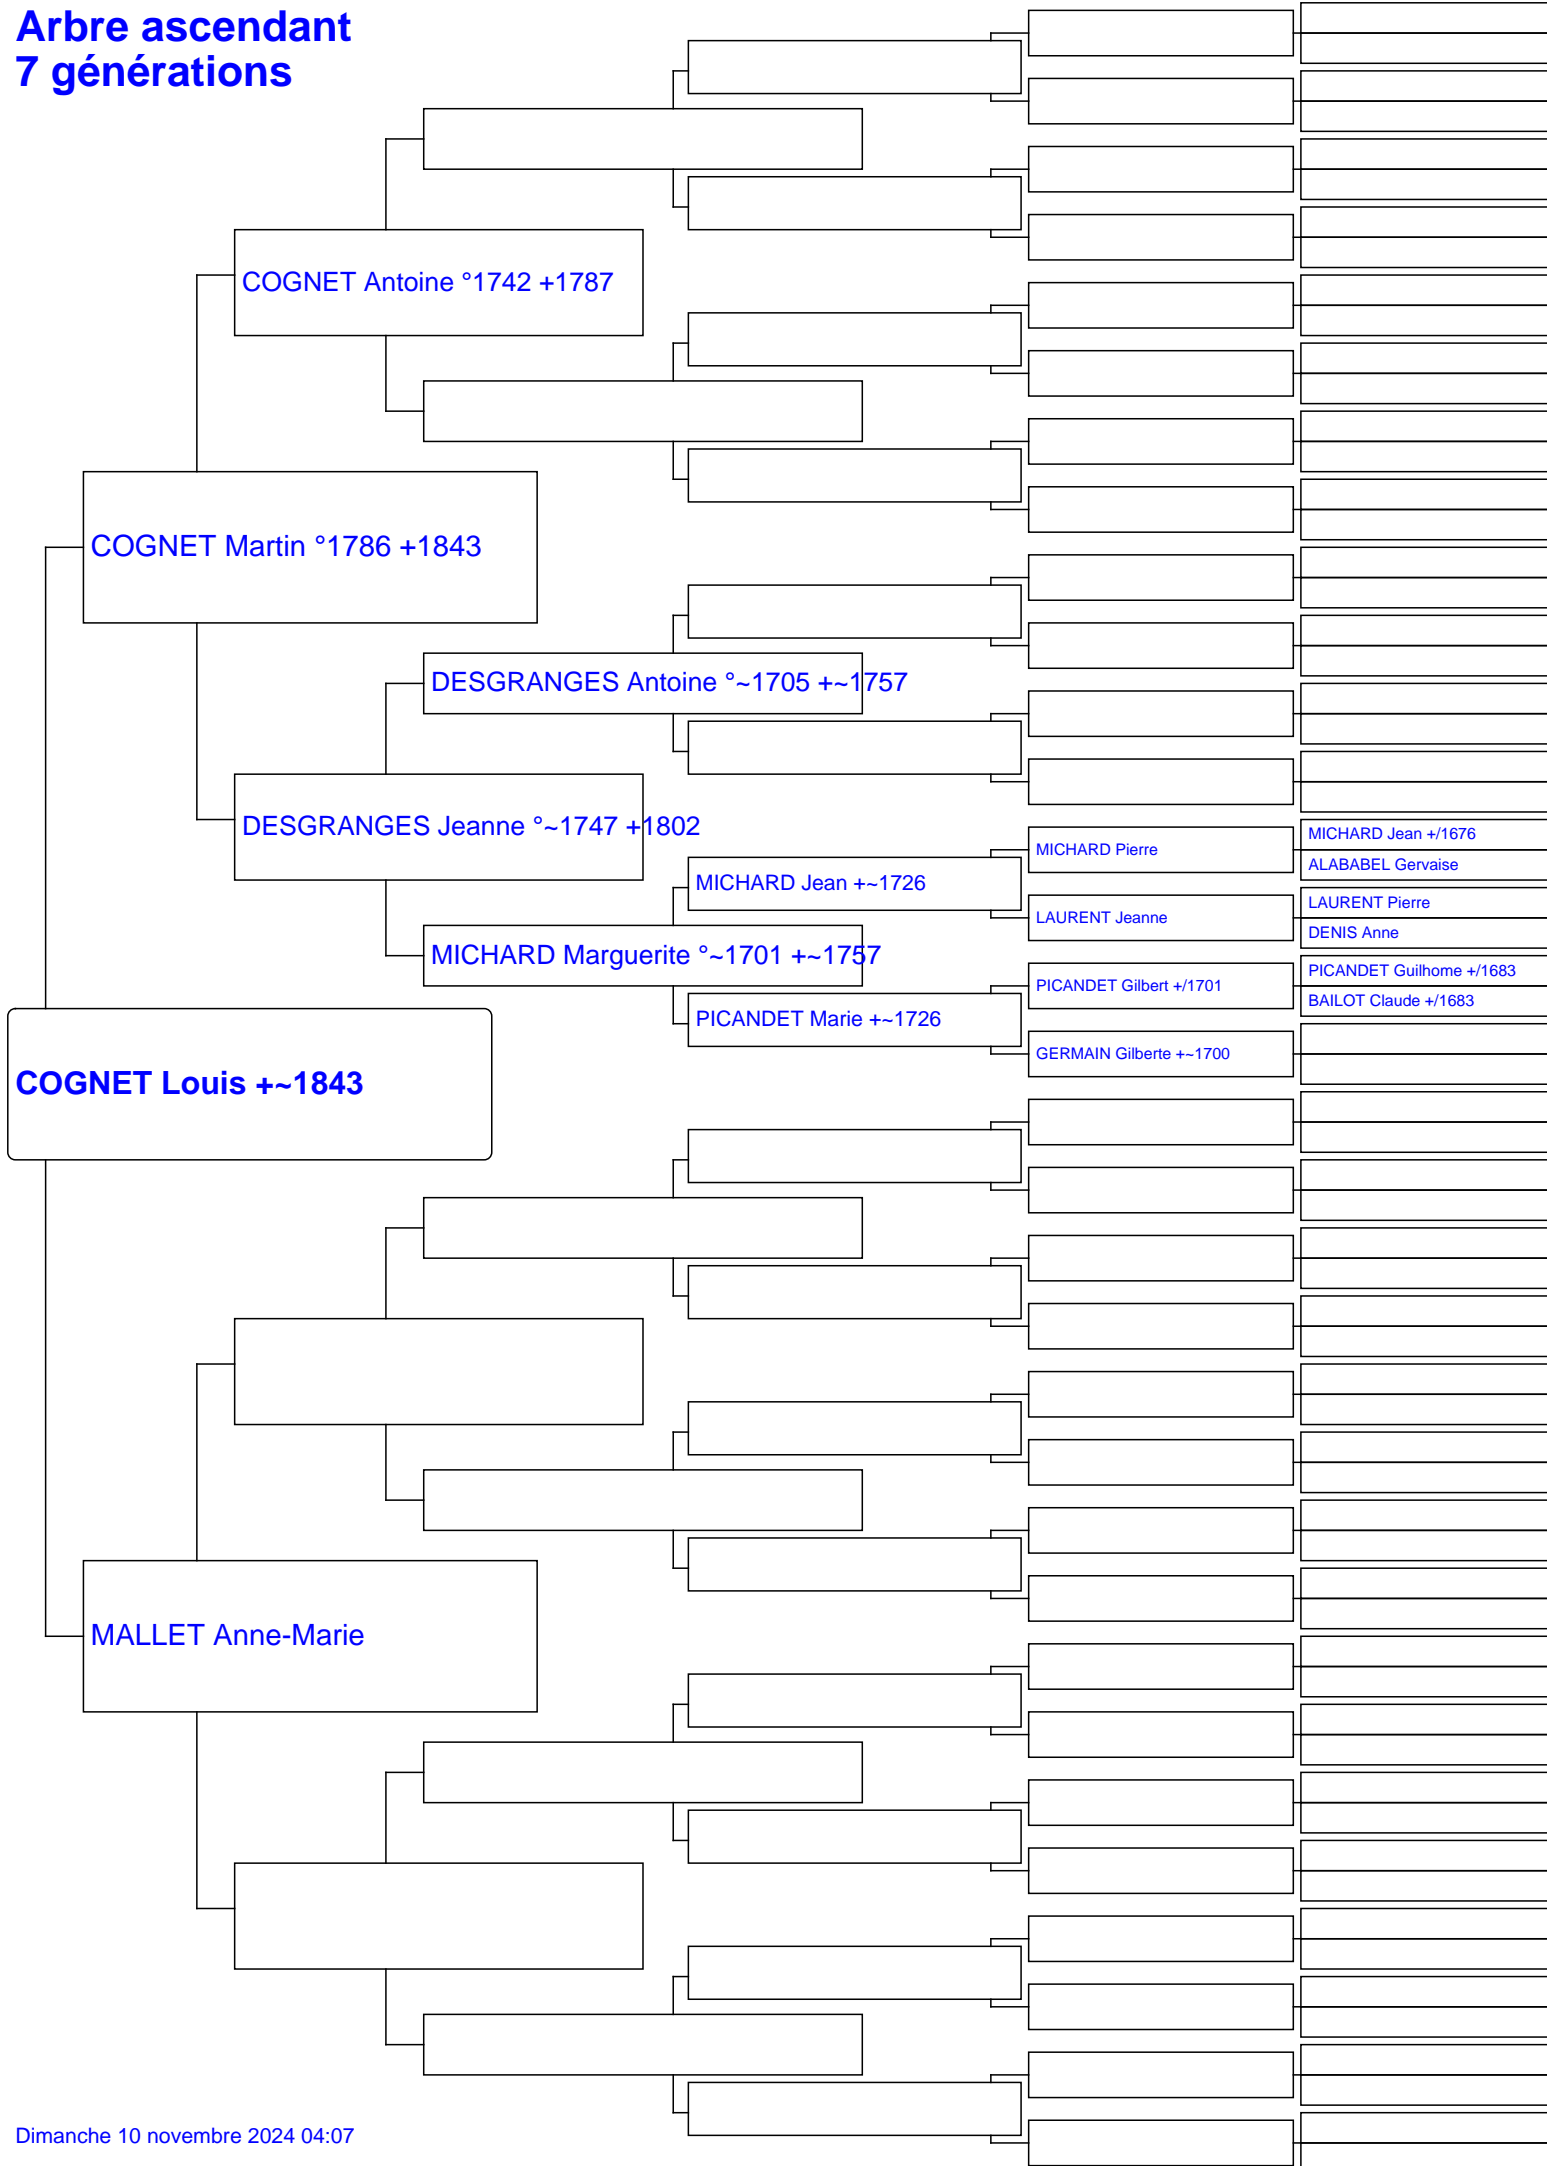 Arbre ascendant
7 générations
COGNET Antoine °1742 +1787
COGNET Martin °1786 +1843
DESGRANGES Antoine °~1705 +~1757
DESGRANGES Jeanne °~1747 +1802
MICHARD Jean +/1676
MICHARD Pierre
ALABABEL Gervaise
MICHARD Jean +~1726
LAURENT Pierre
LAURENT Jeanne
DENIS Anne
MICHARD Marguerite °~1701 +~1757
PICANDET Guilhome +/1683
PICANDET Gilbert +/1701
BAILOT Claude +/1683
PICANDET Marie +~1726
GERMAIN Gilberte +~1700
COGNET Louis +~1843
MALLET Anne-Marie
Dimanche 10 novembre 2024 04:07